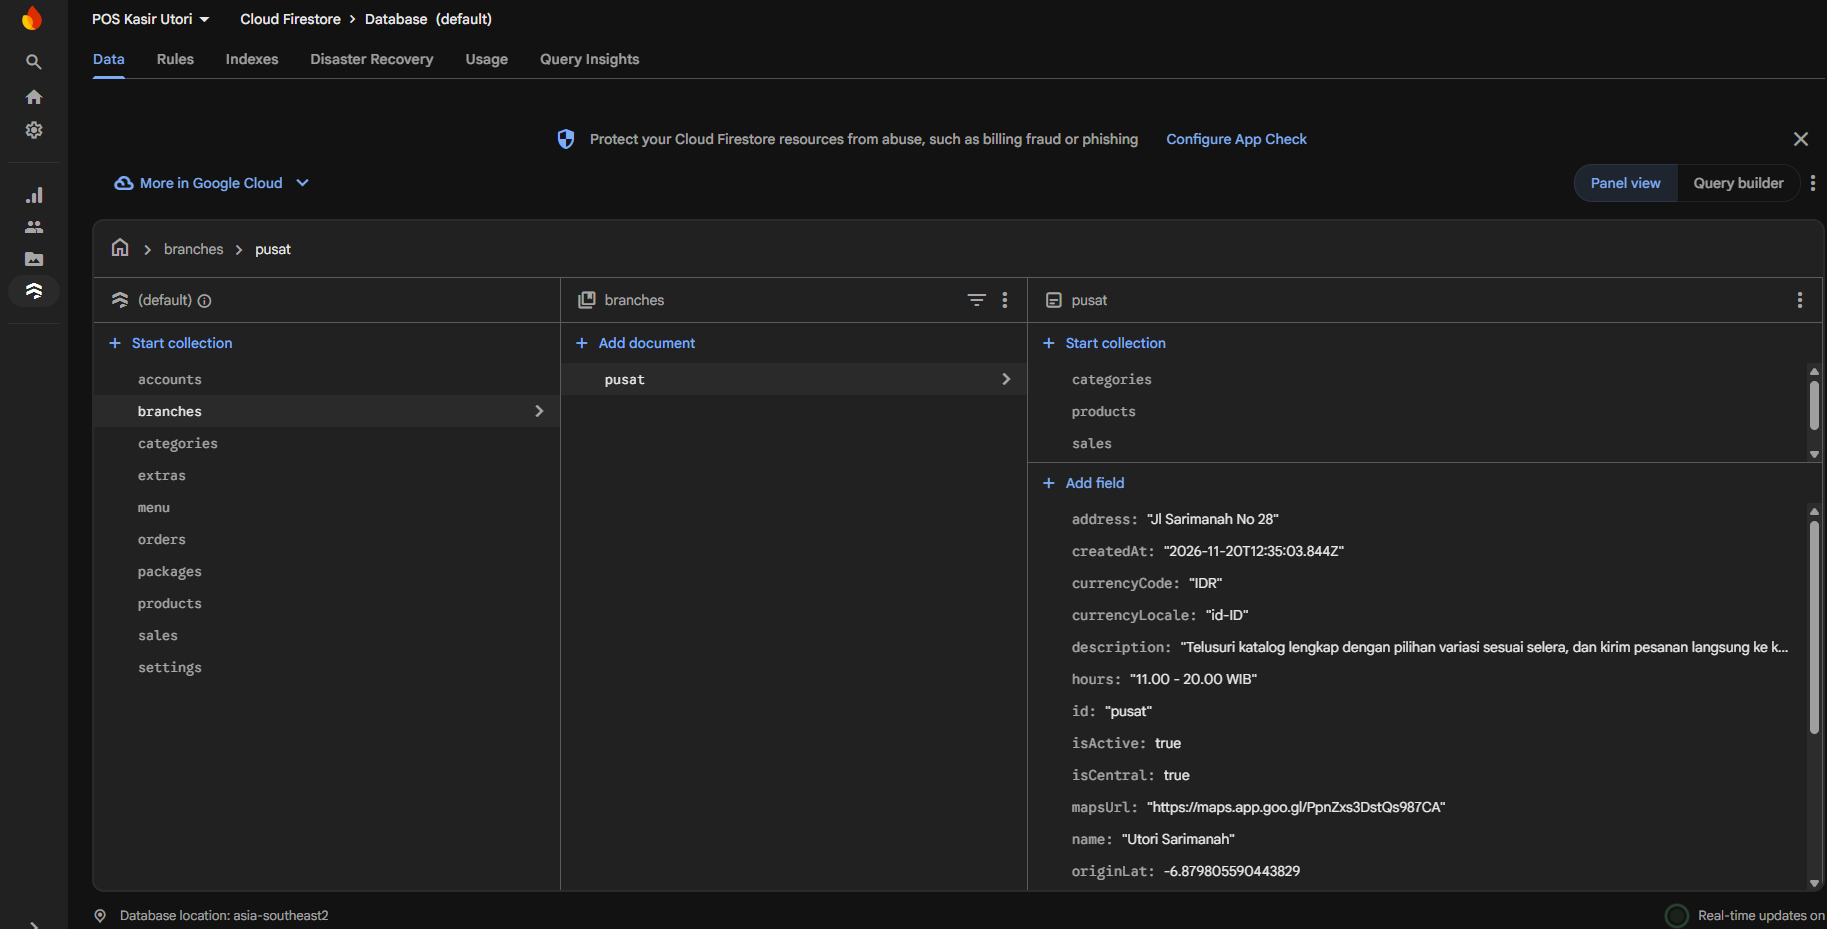 POS Kasir Utori
Cloud Firestore > Database (default)
Data
Rules
Indexes
Disaster Recovery
Usage
Query Insights
Protect your Cloud Firestore resources from abuse, such as billing fraud or phishing
Configure App Check
More in Google Cloud
Panel view
Query builder
branches > pusat
(default)
branches
pusat
+ Start collection
accounts
branches
categories
extras
menu
orders
packages
products
sales
settings
+ Add document
pusat
+ Start collection
categories
products
sales
+ Add field
address: "Jl Sarimanah No 28"
createdAt: "2026-11-20T12:35:03.844Z"
currencyCode: "IDR"
currencyLocale: "id-ID"
description: "Telusuri katalog lengkap dengan pilihan variasi sesuai selera, dan kirim pesanan langsung ke k...
hours: "11.00 - 20.00 WIB"
id: "pusat"
isActive: true
isCentral: true
mapsUrl: "https://maps.app.goo.gl/PpnZxs3DstQs987CA"
name: "Utori Sarimanah"
originLat: -6.879805590443829
Database location: asia-southeast2
Real-time updates on